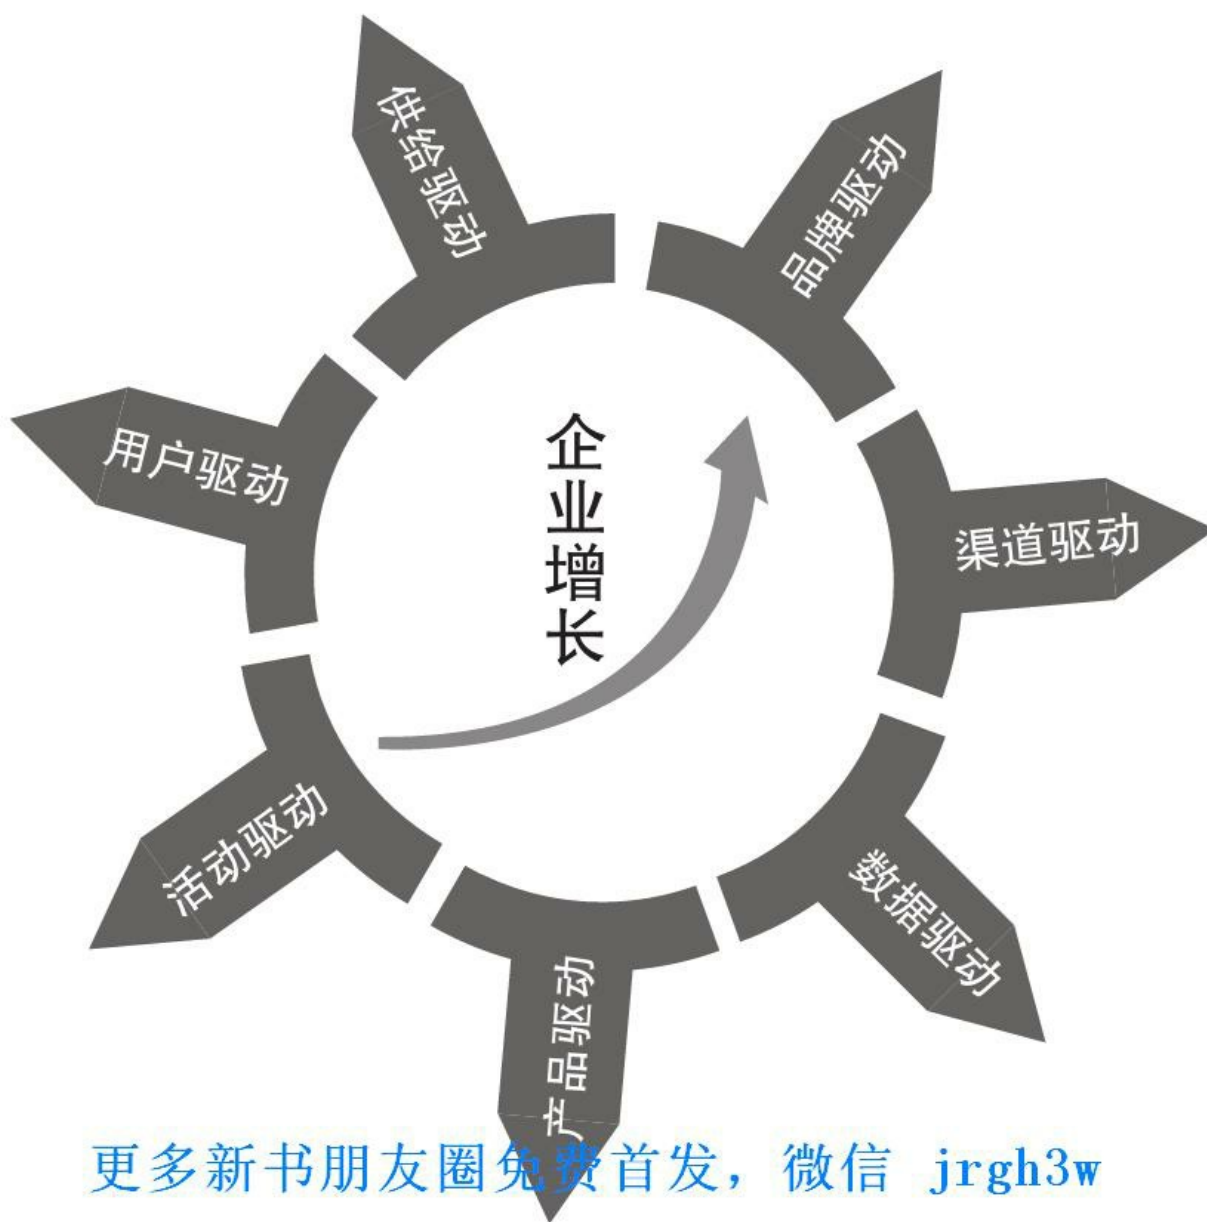 供给驱动
品牌驱动
用户驱动
企业增长
渠道驱动
活动驱动
数据驱动
产品驱动
更多新书朋友圈免费首发，微信 jrgh3w